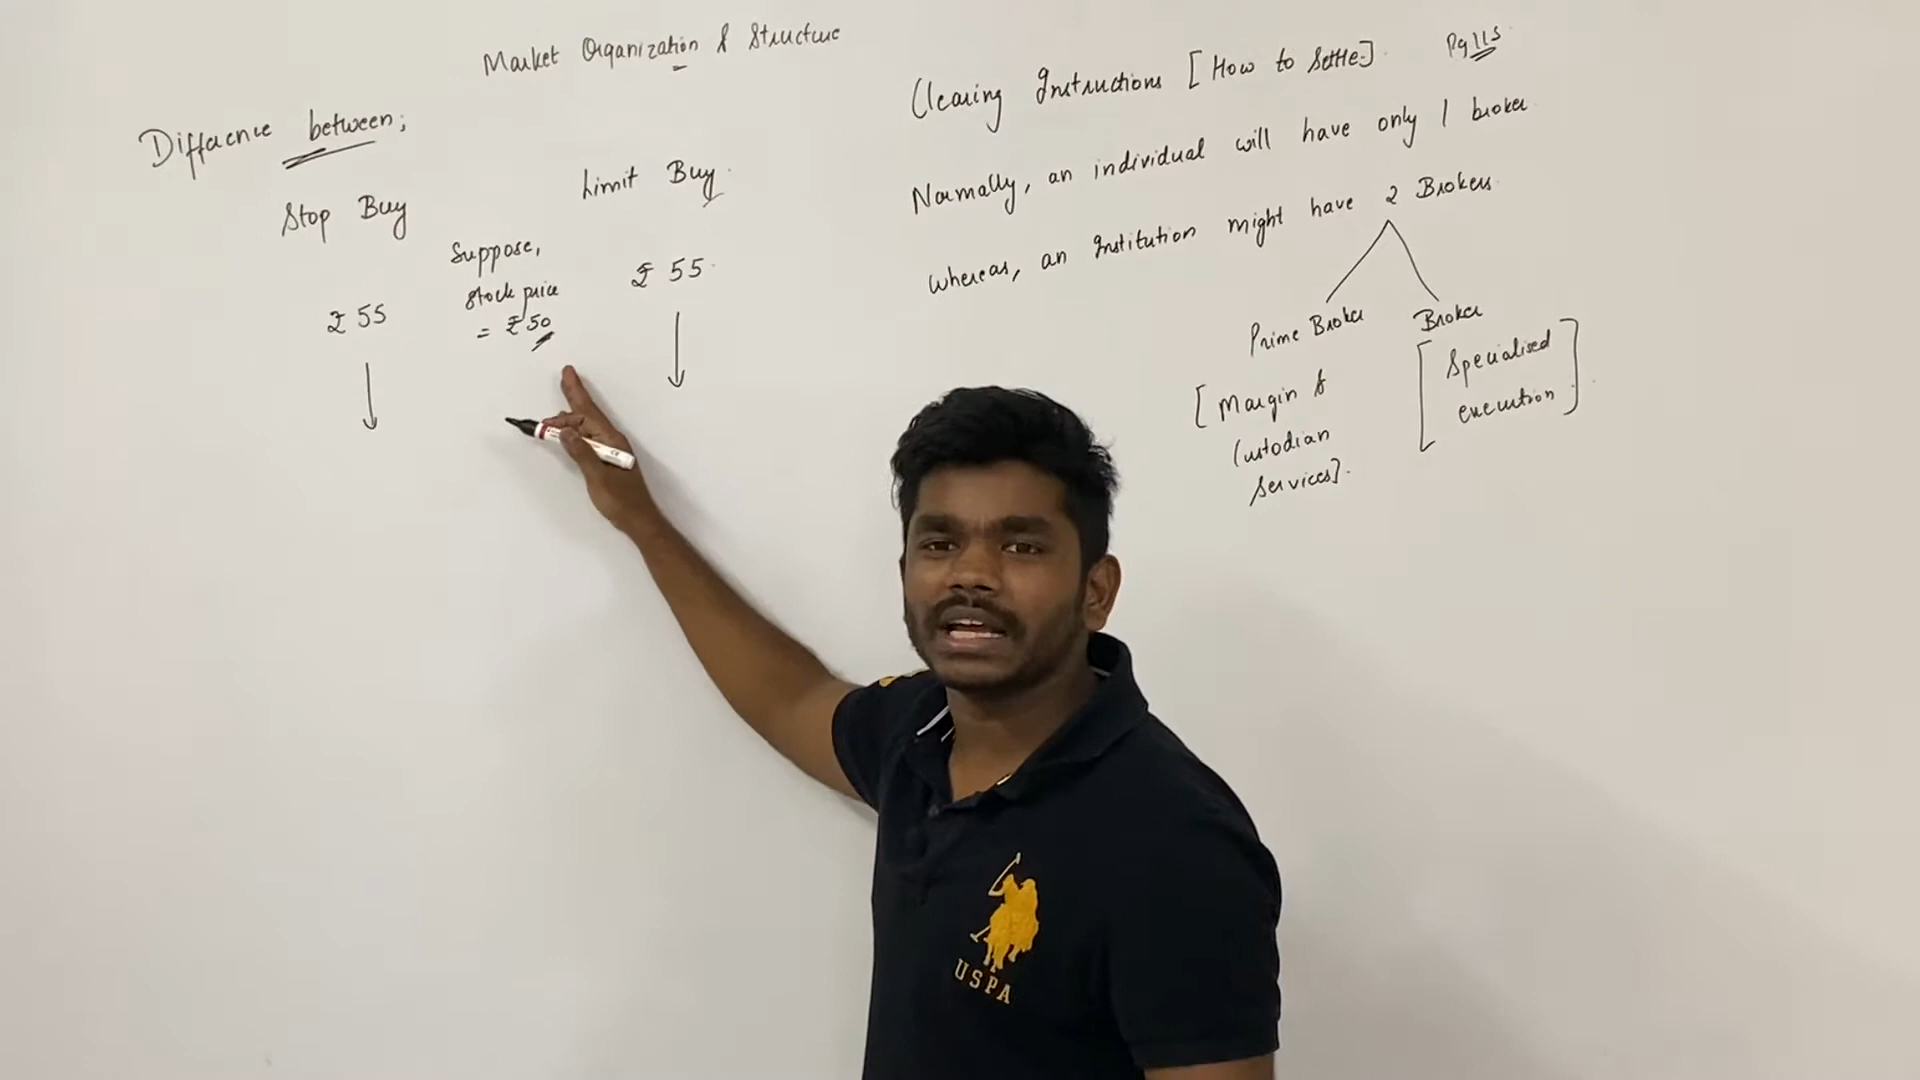 Market Organization & Structure
Difference between;
Stop Buy
Limit Buy
Suppose,
stock price
= ₹50
₹ 55
₹ 55
Clearing Instructions [How to Settle]
Pg 115
Normally, an individual will have only 1 broker
whereas, an Institution might have 2 Brokers
Prime Broker
Broker
[Margin &
Custodian
Services]
[Specialised
execution]
USPA